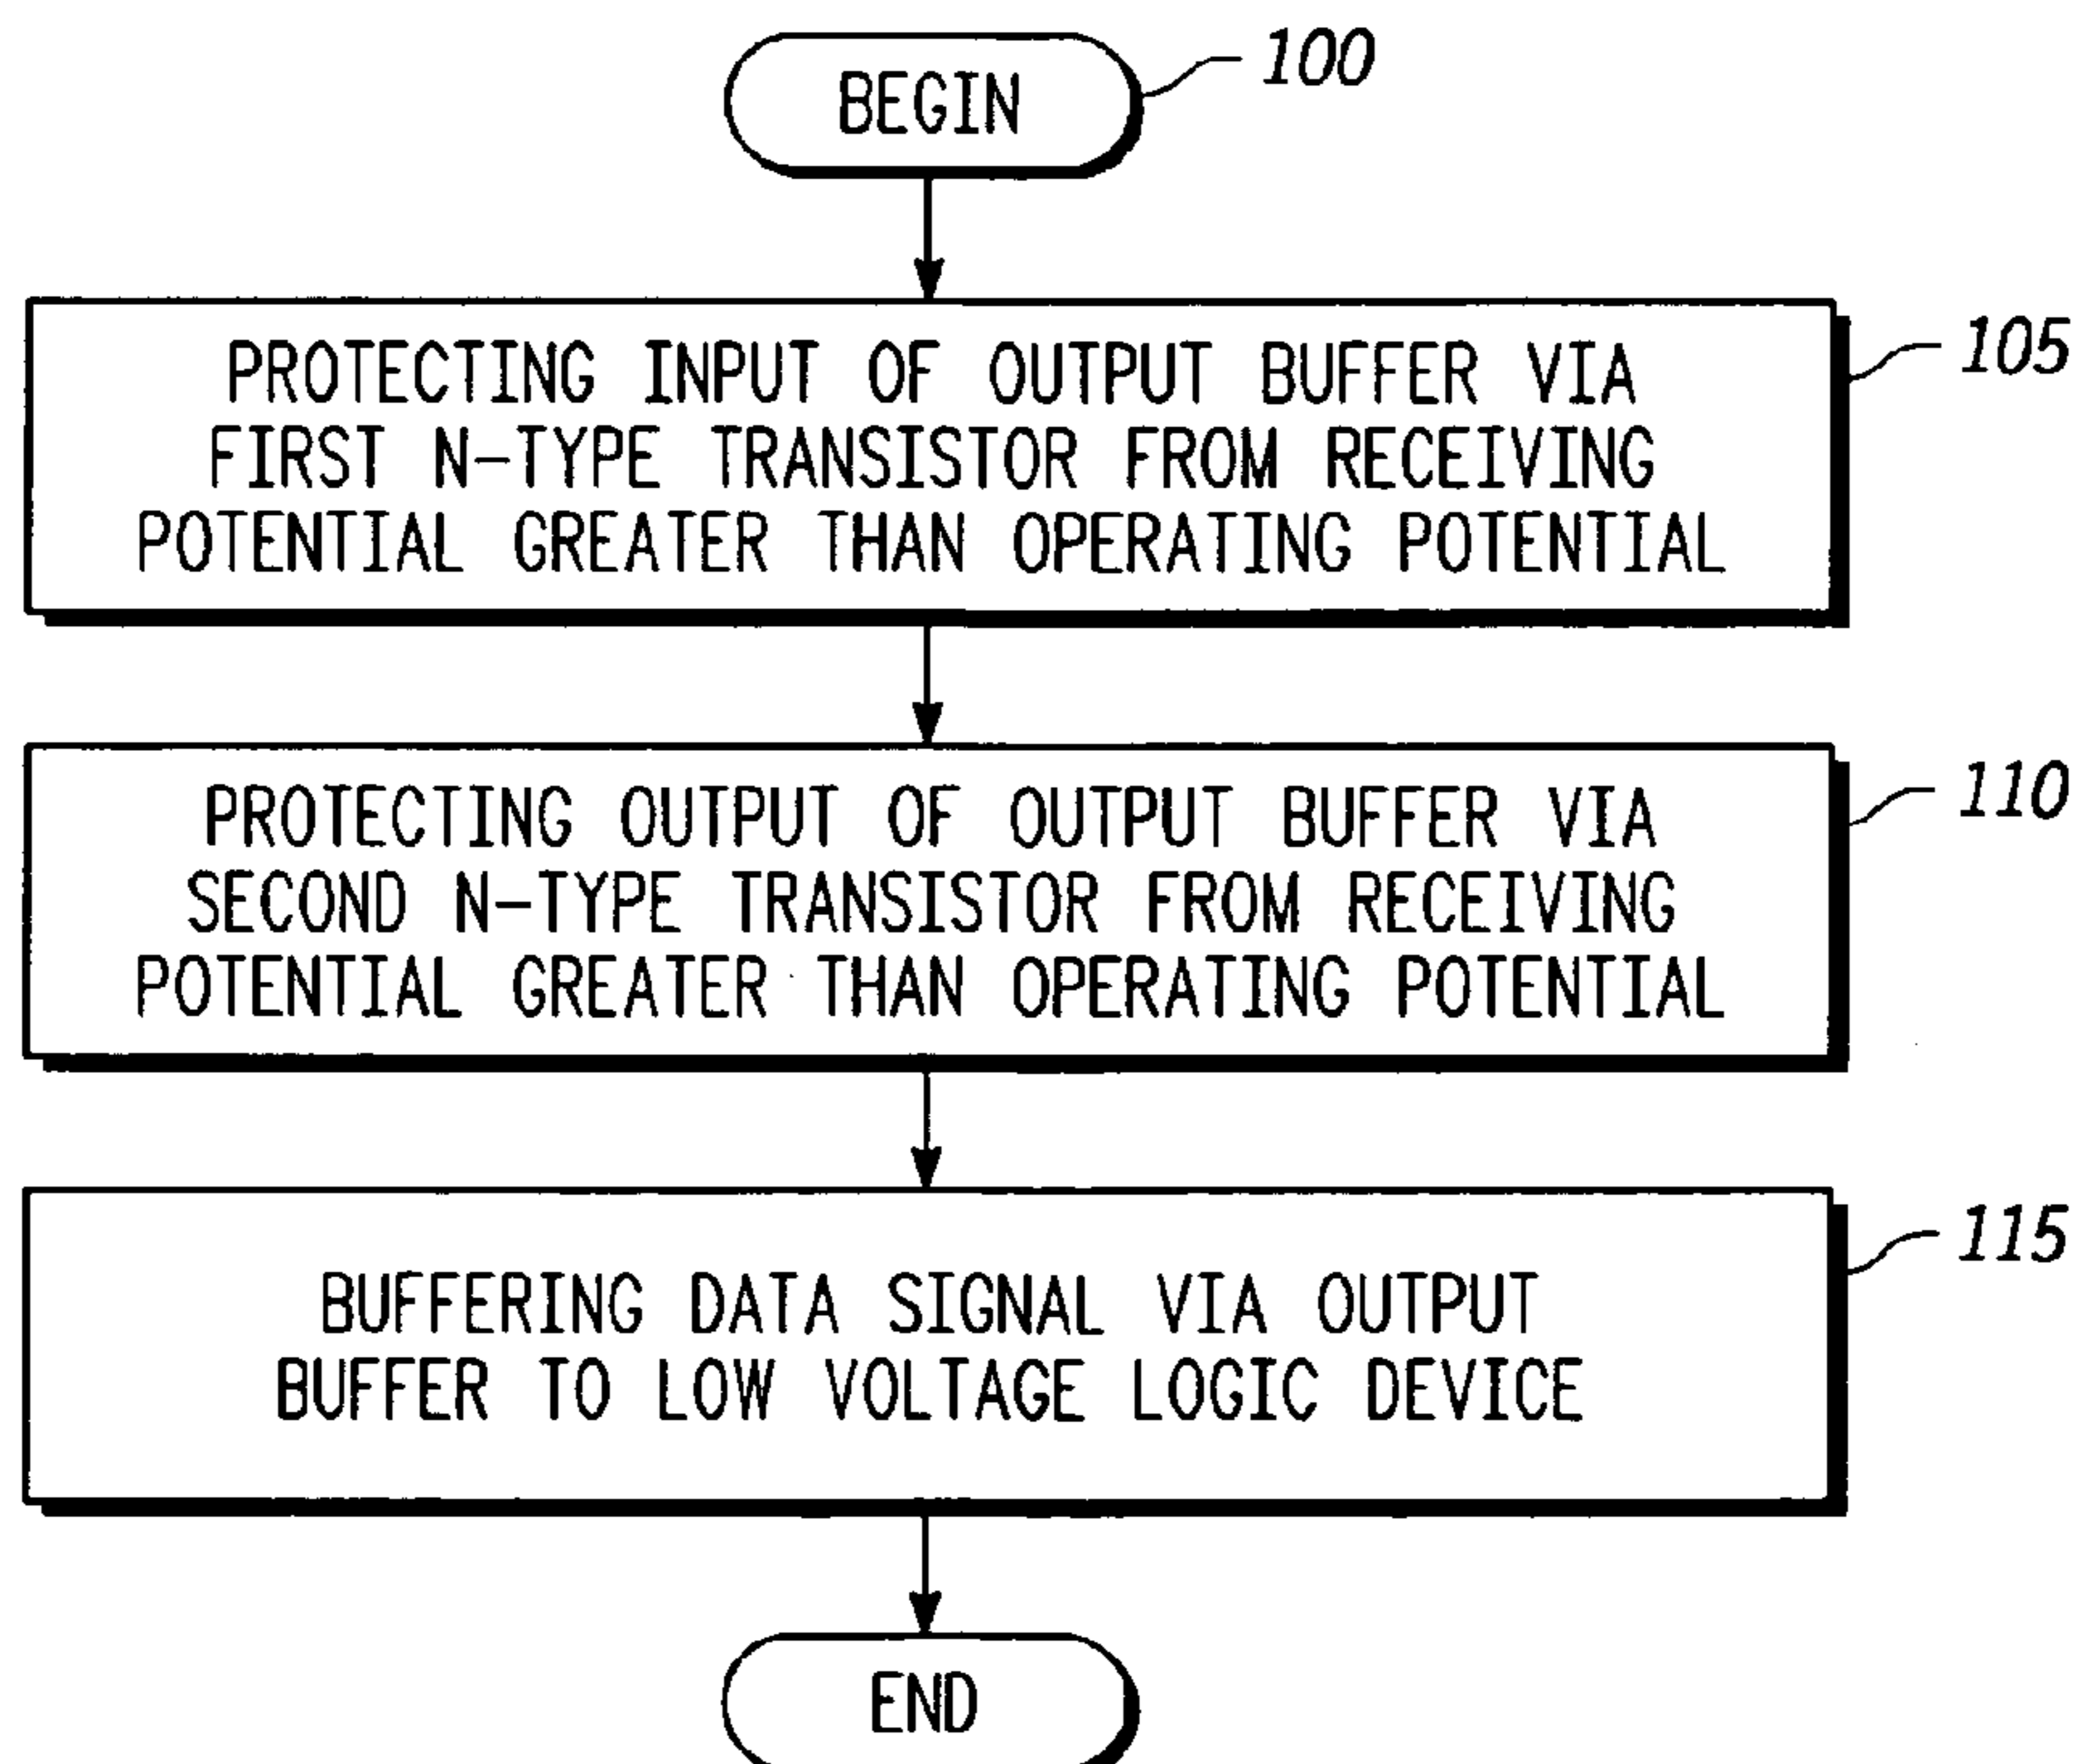 BEGIN
100
PROTECTING INPUT OF OUTPUT BUFFER VIA
FIRST N-TYPE TRANSISTOR FROM RECEIVING
POTENTIAL GREATER THAN OPERATING POTENTIAL
105
PROTECTING OUTPUT OF OUTPUT BUFFER VIA
SECOND N-TYPE TRANSISTOR FROM RECEIVING
POTENTIAL GREATER THAN OPERATING POTENTIAL
110
BUFFERING DATA SIGNAL VIA OUTPUT
BUFFER TO LOW VOLTAGE LOGIC DEVICE
115
END